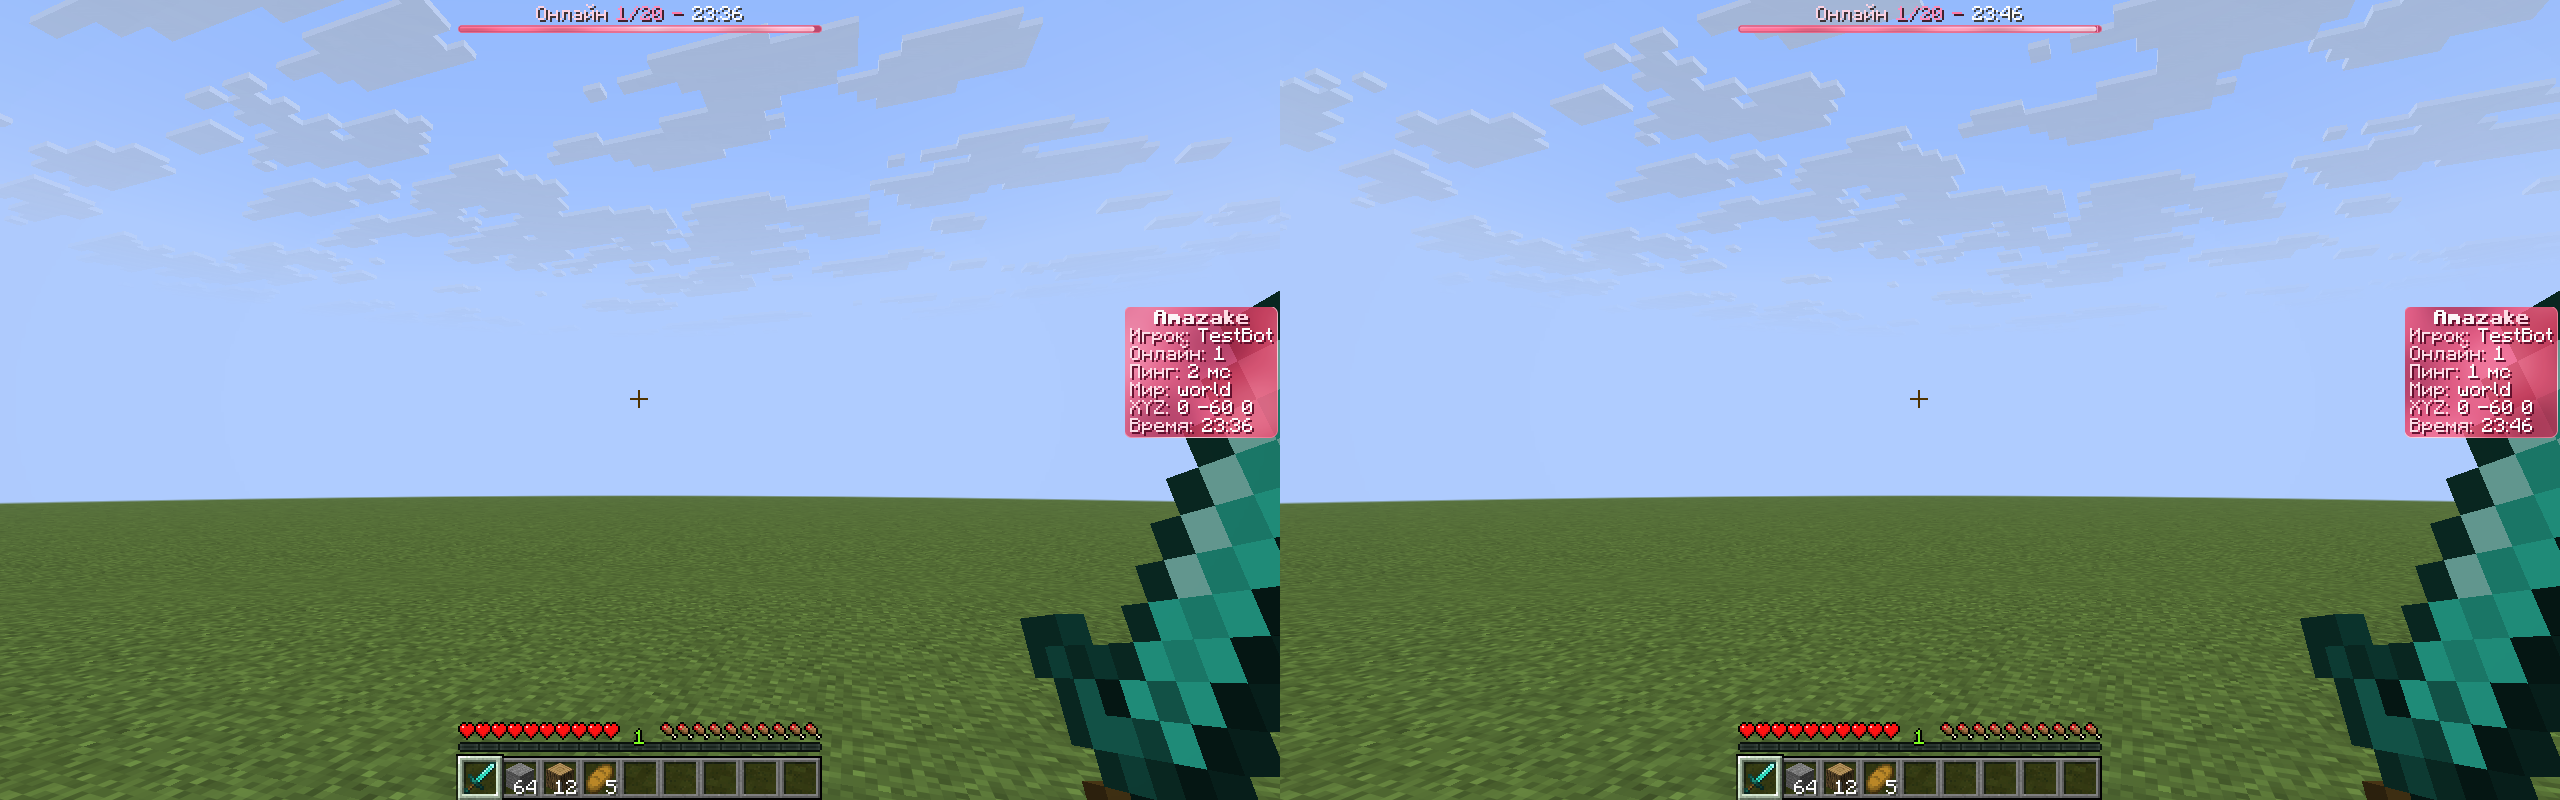 Онлайн 1/20 - 23:36
Amazake
Игрок: TestBot
Онлайн: 1
Пинг: 2 мс
Мир: world
XYZ: 0 -60 0
Время: 23:36
1
64 12 5
Онлайн 1/20 - 23:46
Amazake
Игрок: TestBot
Онлайн: 1
Пинг: 1 мс
Мир: world
XYZ: 0 -60 0
Время: 23:46
1
64 12 5